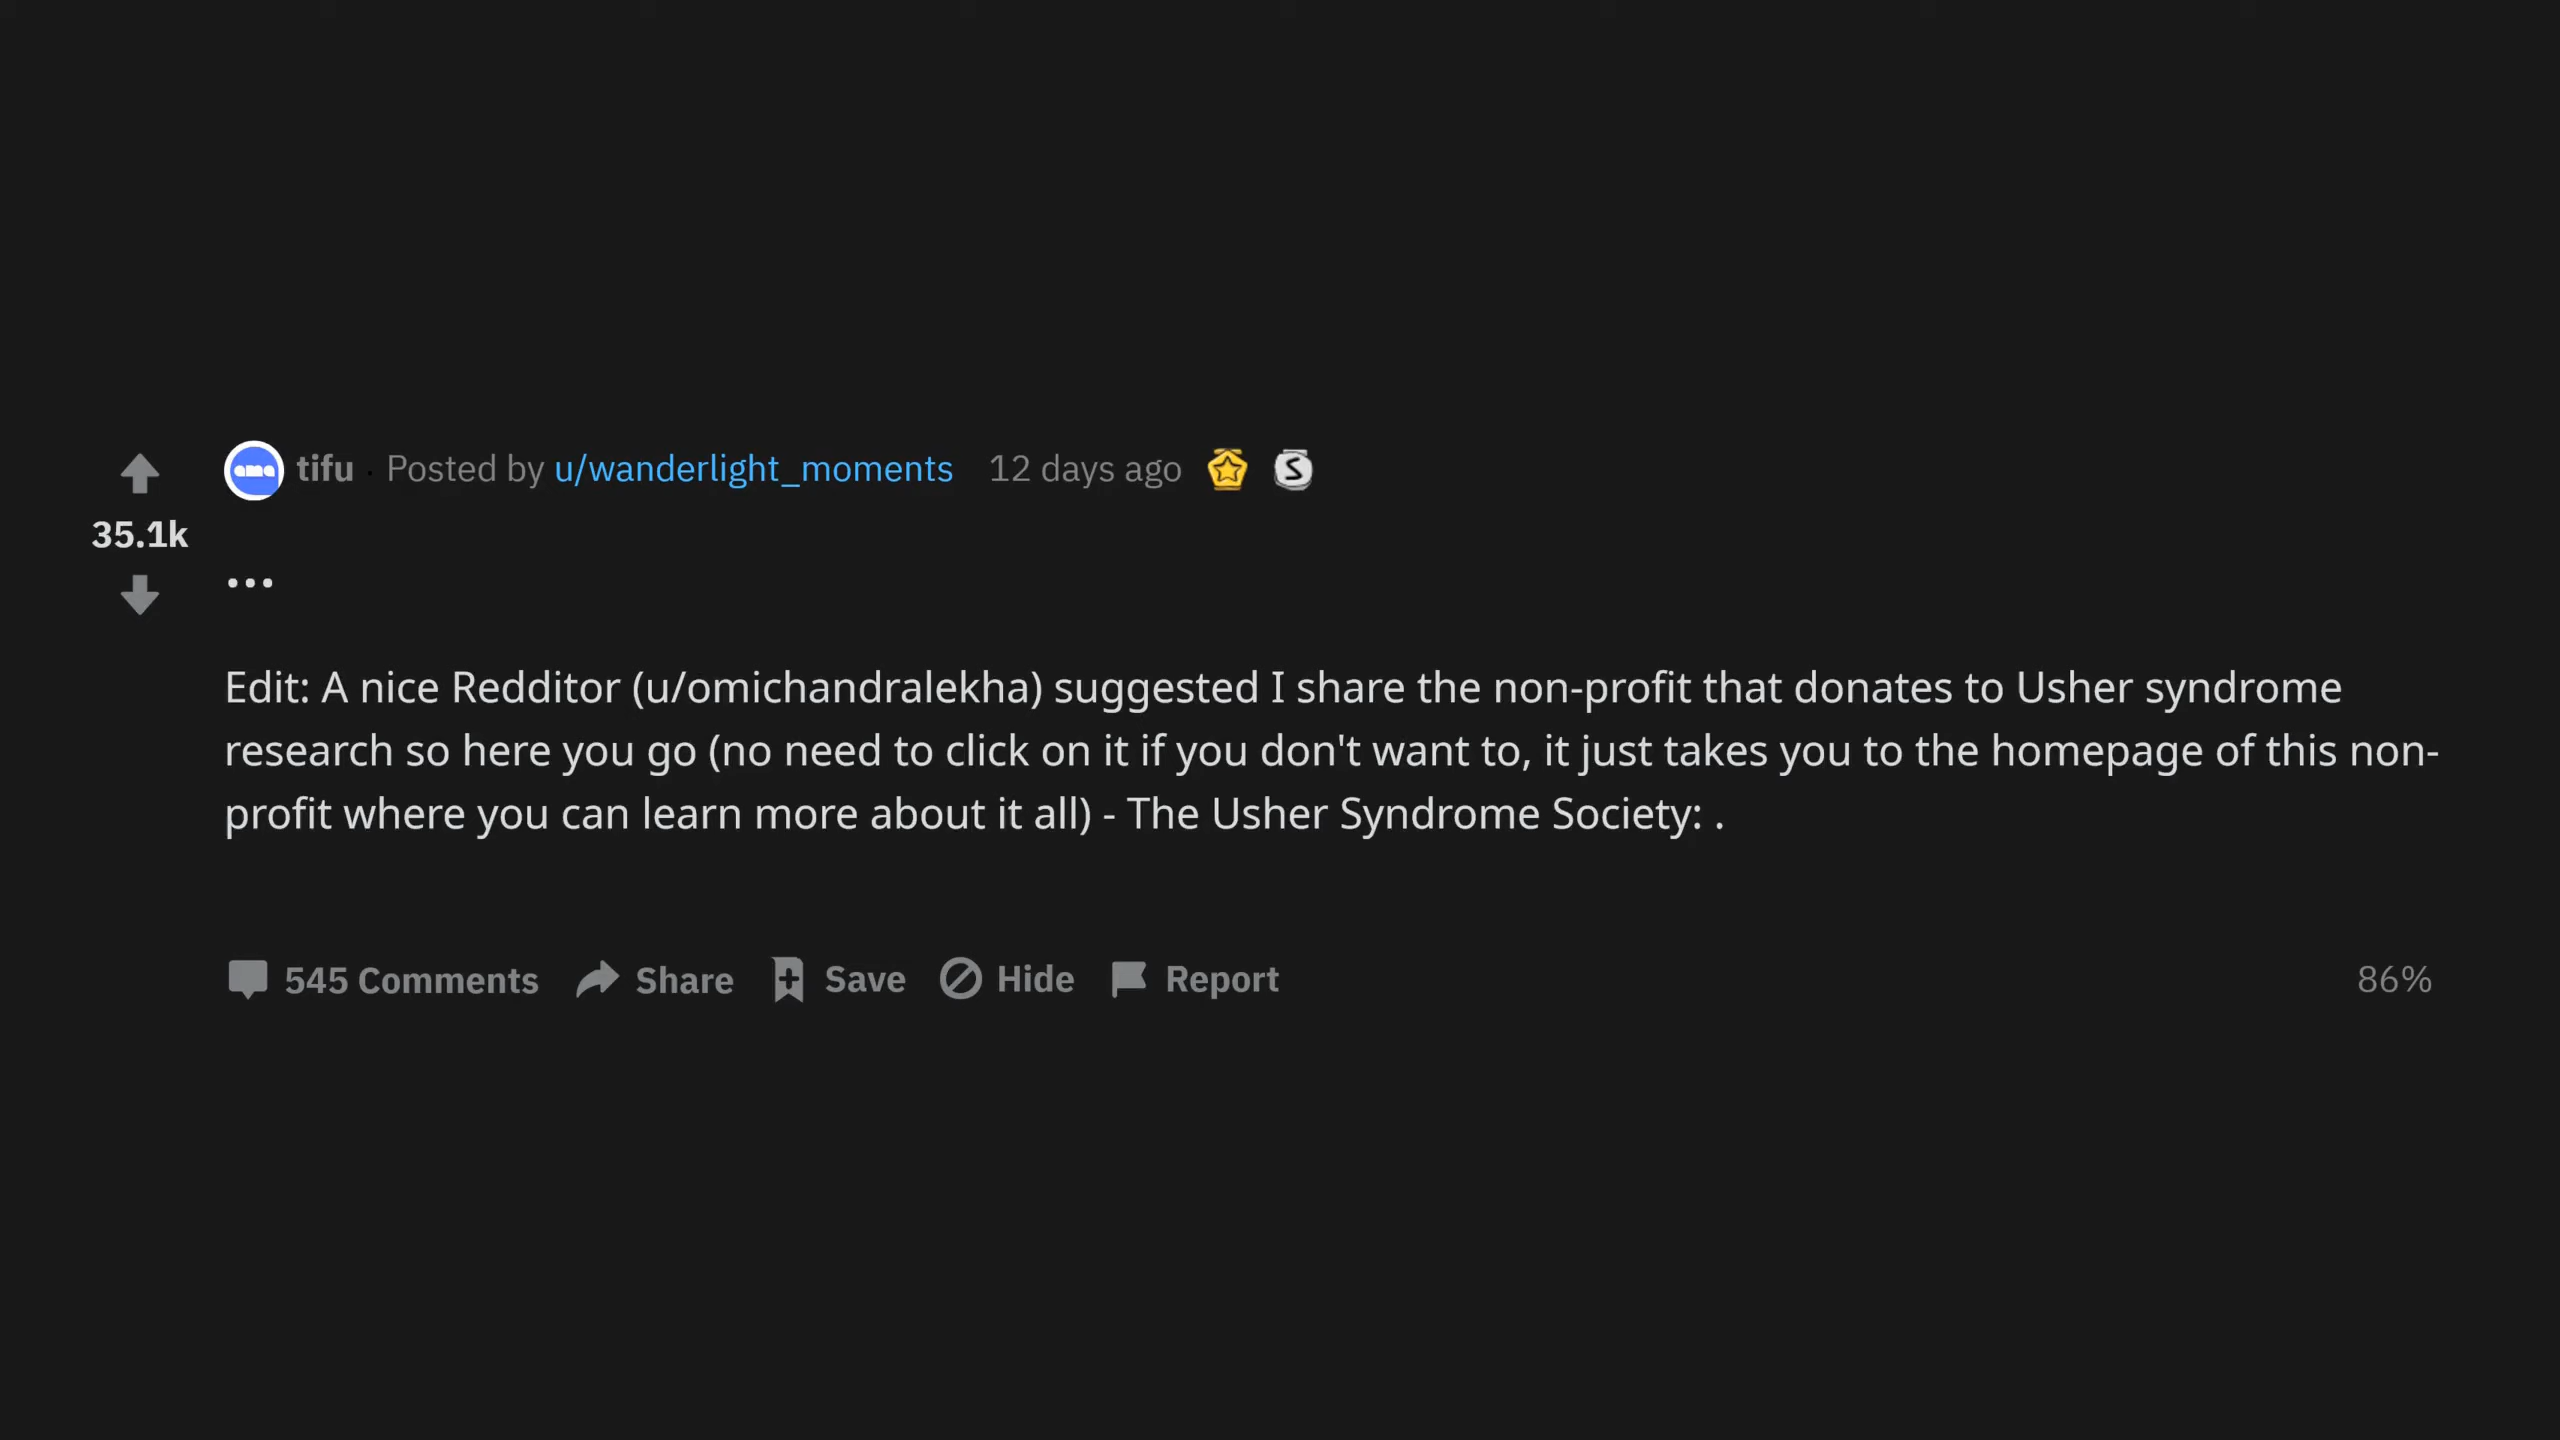 tifu · Posted by u/wanderlight_moments 12 days ago
35.1k
...
Edit: A nice Redditor (u/omichandralekha) suggested I share the non-profit that donates to Usher syndrome
research so here you go (no need to click on it if you don't want to, it just takes you to the homepage of this non-
profit where you can learn more about it all) - The Usher Syndrome Society: .
545 Comments Share Save Hide Report 86%